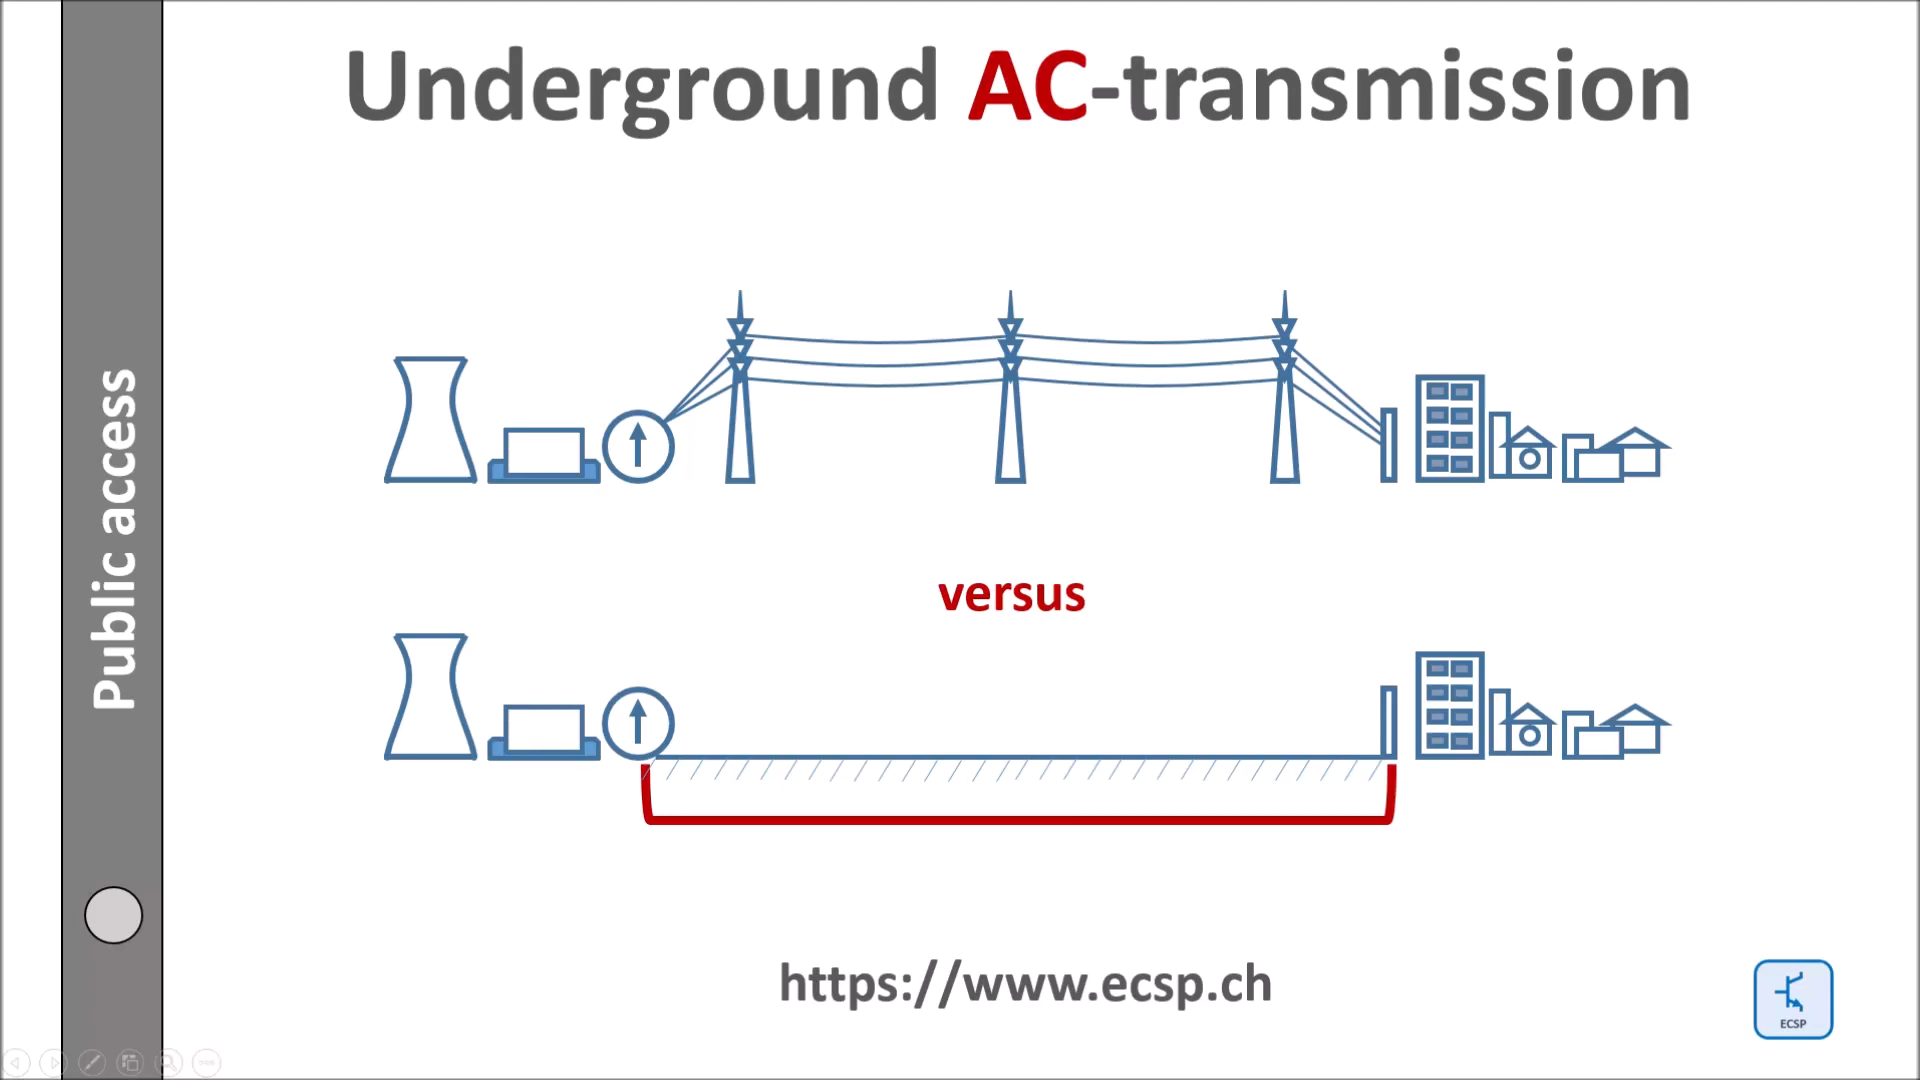 Underground AC-transmission
Public access
versus
https://www.ecsp.ch
ECSP